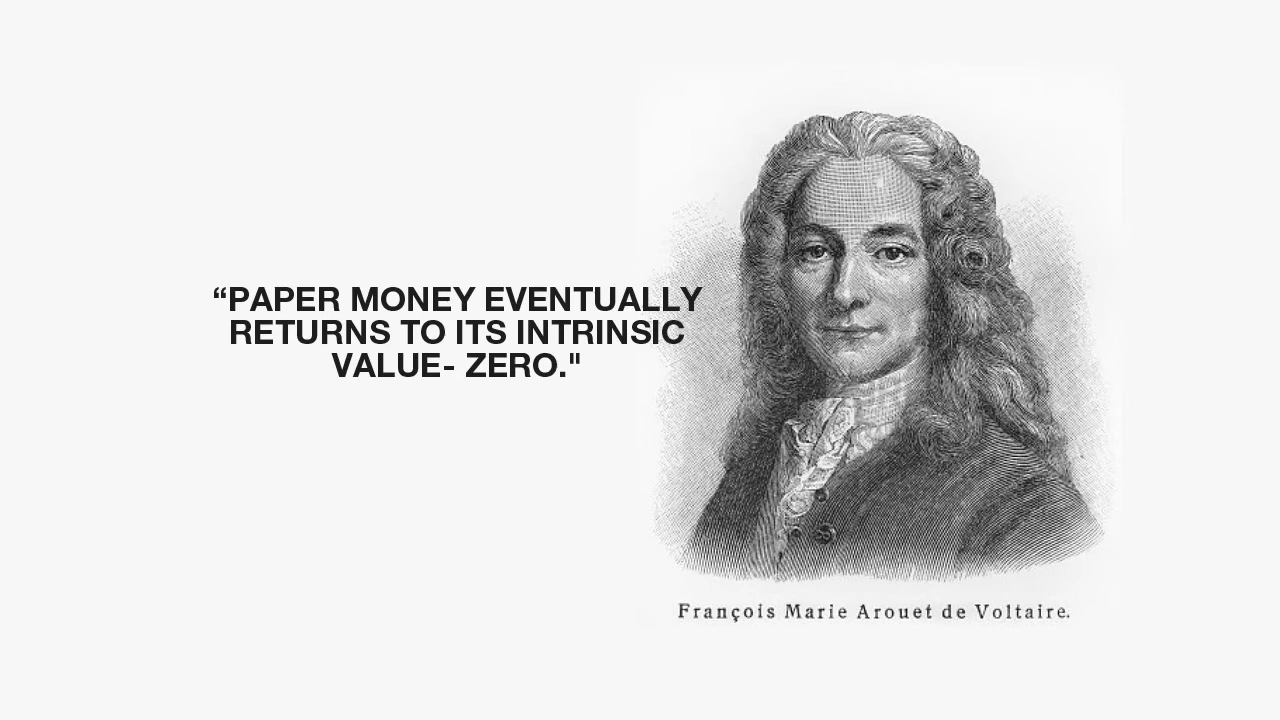 “PAPER MONEY EVENTUALLY
RETURNS TO ITS INTRINSIC
VALUE- ZERO."
François Marie Arouet de Voltaire.